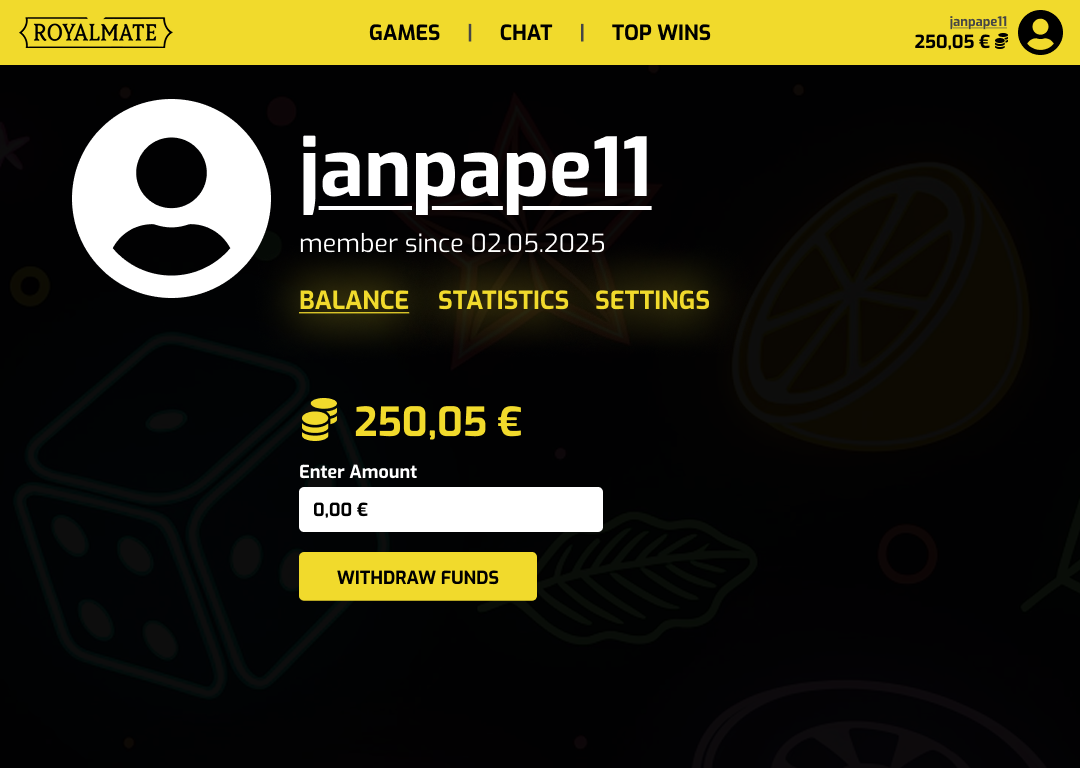 ROYALMATE
GAMES | CHAT | TOP WINS
janpape11
250,05 €
janpape11
member since 02.05.2025
BALANCE STATISTICS SETTINGS
250,05 €
Enter Amount
0,00 €
WITHDRAW FUNDS